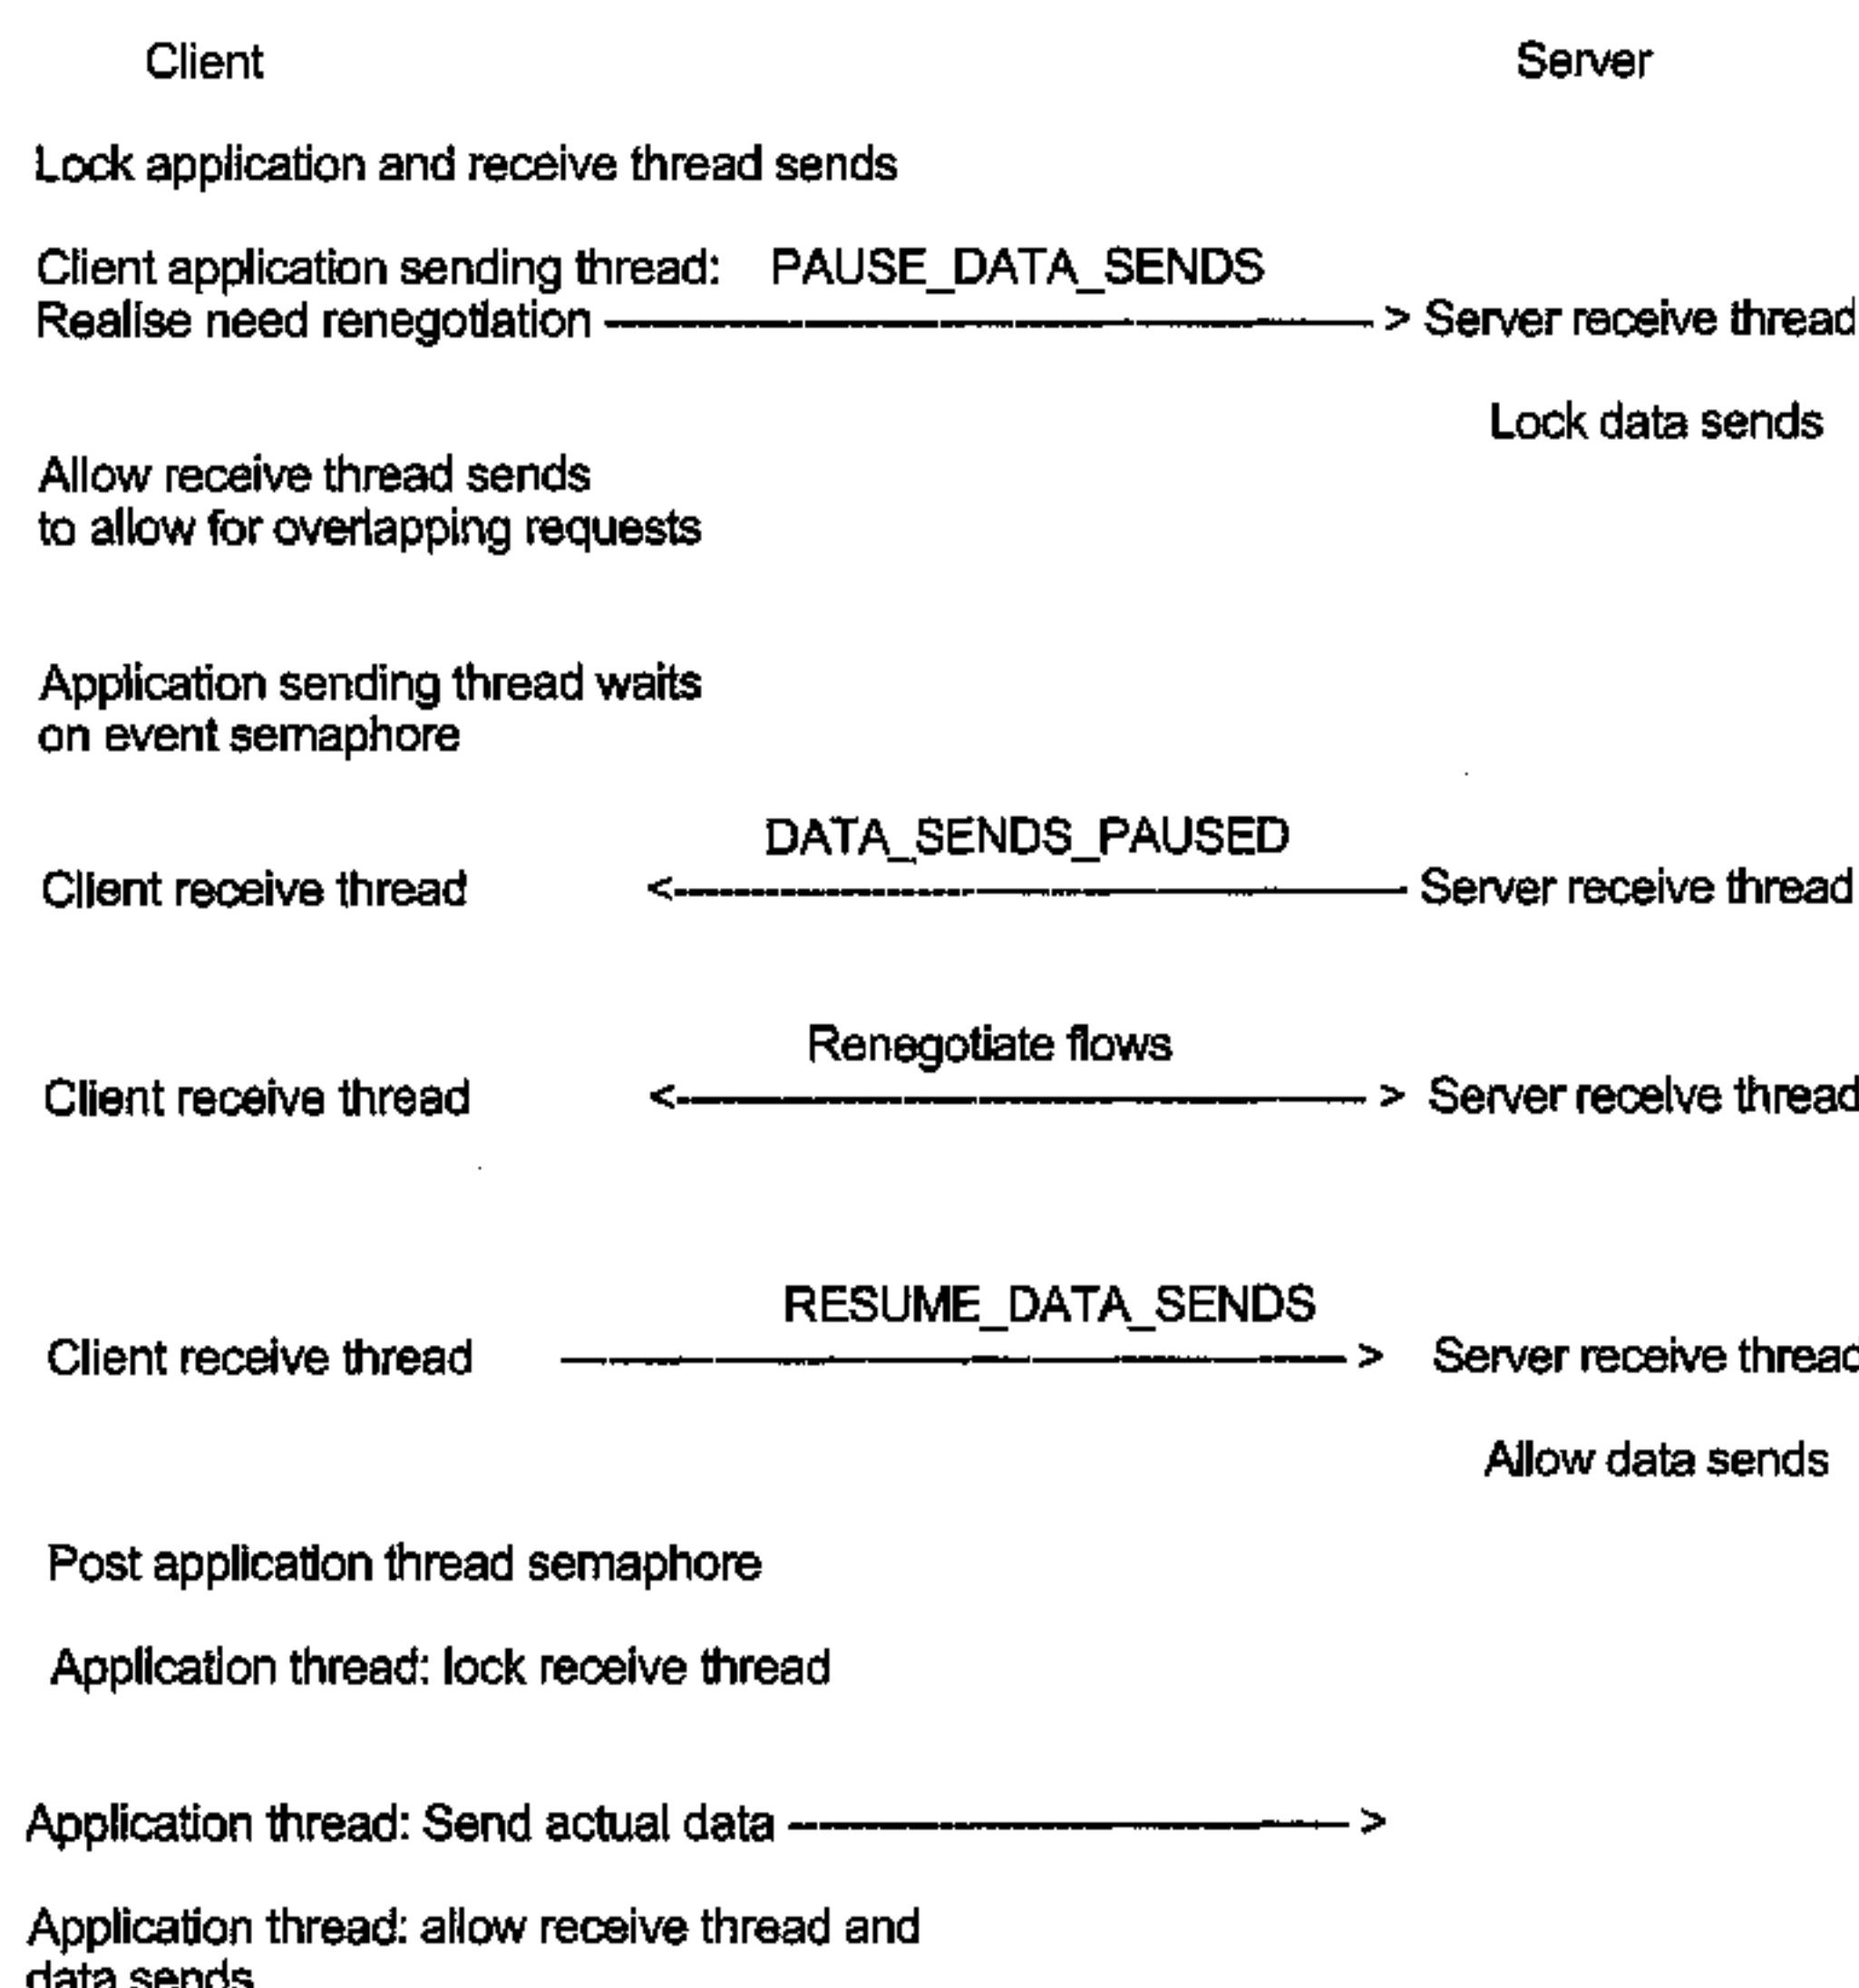 Client Server
Lock application and receive thread sends
Client application sending thread: PAUSE_DATA_SENDS
Realise need renegotiation ————> Server receive thread
Lock data sends
Allow receive thread sends
to allow for overlapping requests
Application sending thread waits
on event semaphore
DATA_SENDS_PAUSED
Client receive thread <———— Server receive thread
Renegotiate flows
Client receive thread <————> Server receive thread
RESUME_DATA_SENDS
Client receive thread ————> Server receive thread
Allow data sends
Post application thread semaphore
Application thread: lock receive thread
Application thread: Send actual data ————>
Application thread: allow receive thread and
data sends